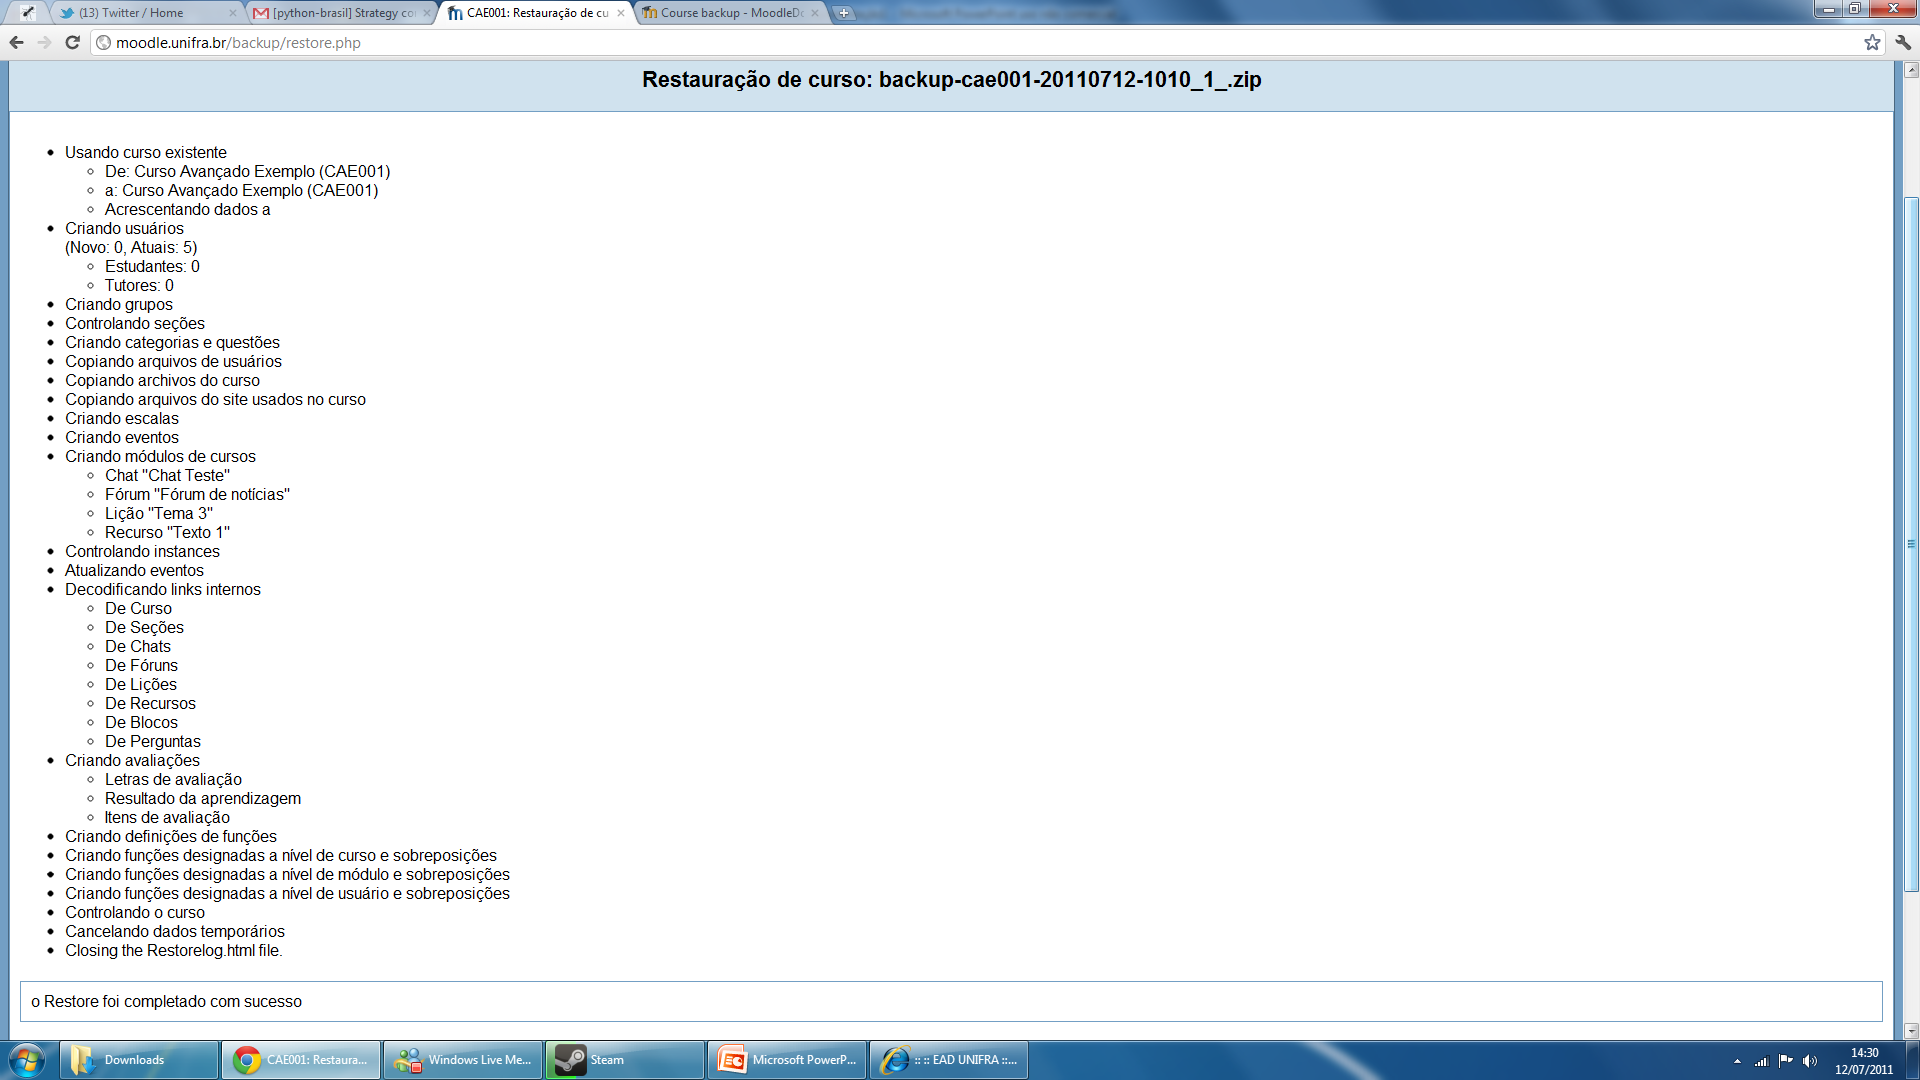 (13) Twitter / Home
[python-brasil] Strategy co
CAE001: Restauração de cu
Course backup - MoodleDo
moodle.unifra.br/backup/restore.php
Restauração de curso: backup-cae001-20110712-1010_1_.zip
Usando curso existente
De: Curso Avançado Exemplo (CAE001)
a: Curso Avançado Exemplo (CAE001)
Acrescentando dados a
Criando usuários
(Novo: 0, Atuais: 5)
Estudantes: 0
Tutores: 0
Criando grupos
Controlando seções
Criando categorias e questões
Copiando arquivos de usuários
Copiando archivos do curso
Copiando arquivos do site usados no curso
Criando escalas
Criando eventos
Criando módulos de cursos
Chat "Chat Teste"
Fórum "Fórum de notícias"
Lição "Tema 3"
Recurso "Texto 1"
Controlando instances
Atualizando eventos
Decodificando links internos
De Curso
De Seções
De Chats
De Fóruns
De Lições
De Recursos
De Blocos
De Perguntas
Criando avaliações
Letras de avaliação
Resultado da aprendizagem
Itens de avaliação
Criando definições de funções
Criando funções designadas a nível de curso e sobreposições
Criando funções designadas a nível de módulo e sobreposições
Criando funções designadas a nível de usuário e sobreposições
Controlando o curso
Cancelando dados temporários
Closing the Restorelog.html file.
o Restore foi completado com sucesso
Downloads
CAE001: Restaura...
Windows Live Me...
Steam
Microsoft PowerP...
:: :: EAD UNIFRA ::...
14:30
12/07/2011